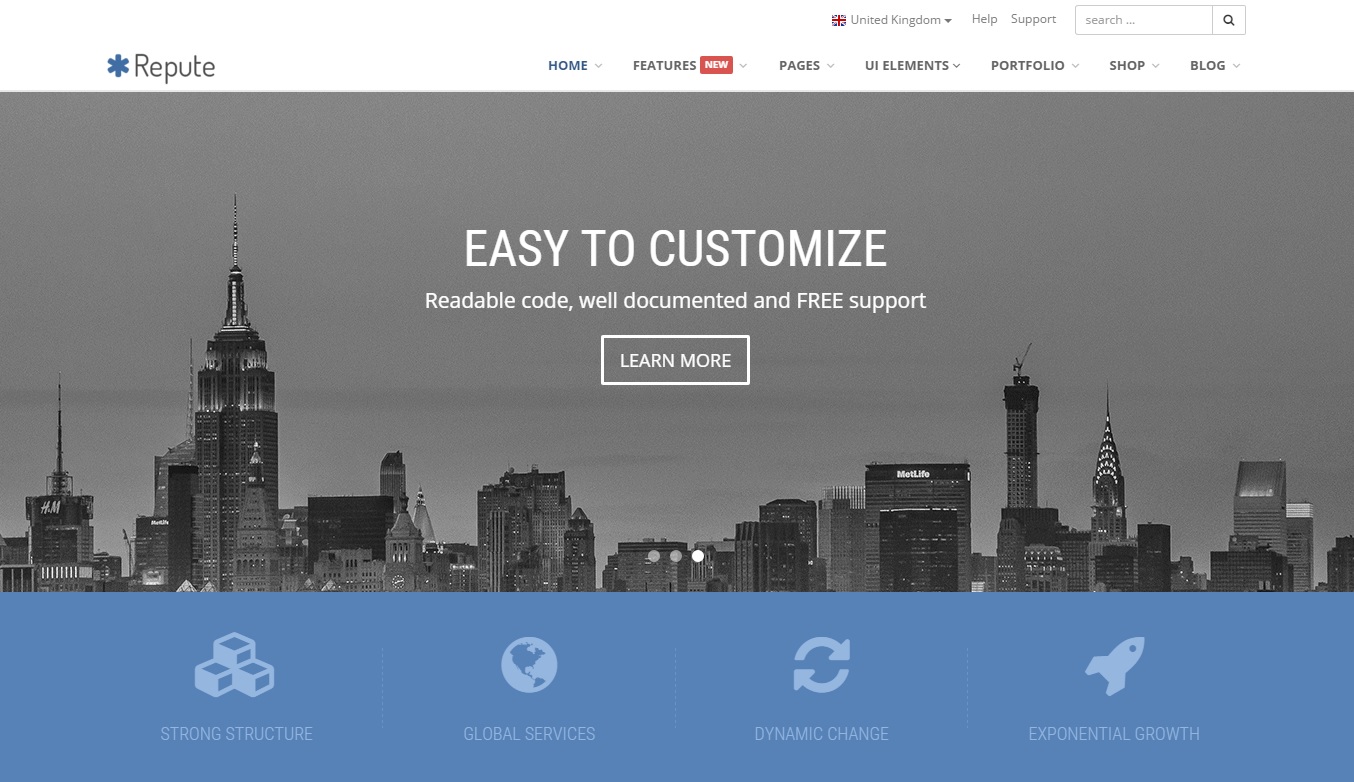 United Kingdom Help Support search ...
Repute HOME FEATURES NEW PAGES UI ELEMENTS PORTFOLIO SHOP BLOG
EASY TO CUSTOMIZE
Readable code, well documented and FREE support
LEARN MORE
MetLife
H&M
MetLife
STRONG STRUCTURE GLOBAL SERVICES DYNAMIC CHANGE EXPONENTIAL GROWTH